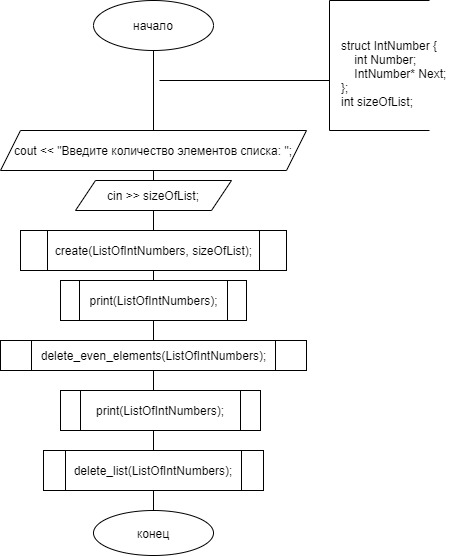 начало
struct IntNumber {
int Number;
IntNumber* Next;
};
int sizeOfList;
cout << "Введите количество элементов списка: ";
cin >> sizeOfList;
create(ListOfIntNumbers, sizeOfList);
print(ListOfIntNumbers);
delete_even_elements(ListOfIntNumbers);
print(ListOfIntNumbers);
delete_list(ListOfIntNumbers);
конец